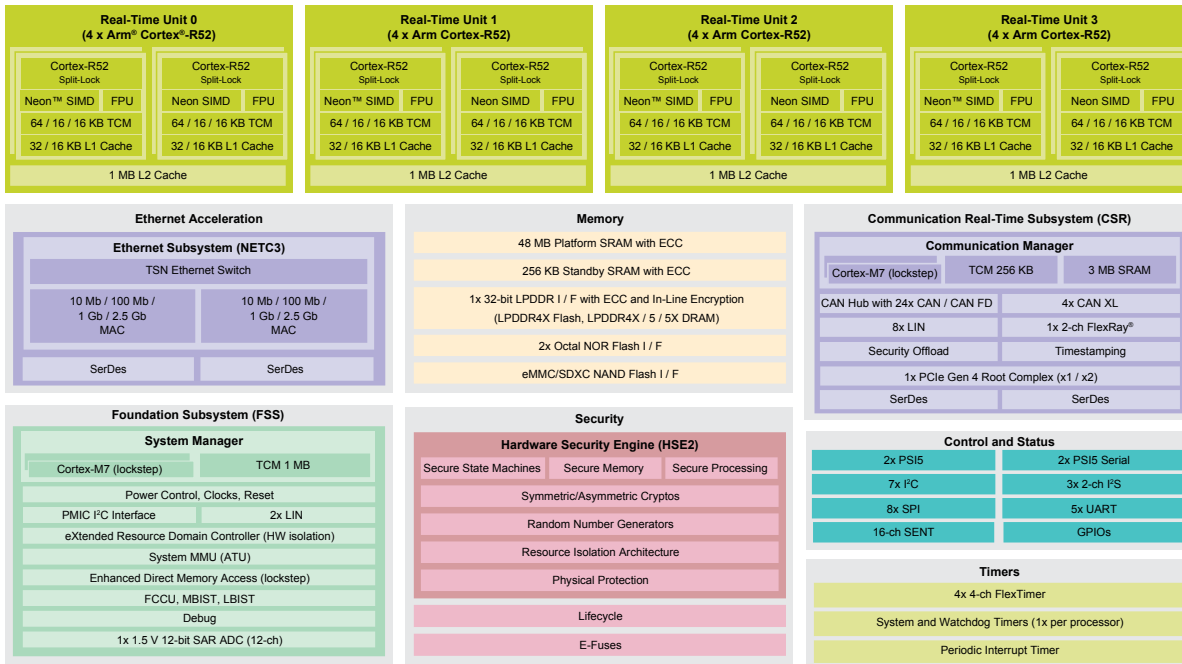 Real-Time Unit 0
(4 x Arm® Cortex®-R52)
Cortex-R52
Split-Lock
Neon™ SIMD
FPU
64 / 16 / 16 KB TCM
32 / 16 KB L1 Cache
Cortex-R52
Split-Lock
Neon SIMD
FPU
64 / 16 / 16 KB TCM
32 / 16 KB L1 Cache
1 MB L2 Cache
Real-Time Unit 1
(4 x Arm Cortex-R52)
Cortex-R52
Split-Lock
Neon™ SIMD
FPU
64 / 16 / 16 KB TCM
32 / 16 KB L1 Cache
Cortex-R52
Split-Lock
Neon SIMD
FPU
64 / 16 / 16 KB TCM
32 / 16 KB L1 Cache
1 MB L2 Cache
Real-Time Unit 2
(4 x Arm Cortex-R52)
Cortex-R52
Split-Lock
Neon™ SIMD
FPU
64 / 16 / 16 KB TCM
32 / 16 KB L1 Cache
Cortex-R52
Split-Lock
Neon SIMD
FPU
64 / 16 / 16 KB TCM
32 / 16 KB L1 Cache
1 MB L2 Cache
Real-Time Unit 3
(4 x Arm Cortex-R52)
Cortex-R52
Split-Lock
Neon™ SIMD
FPU
64 / 16 / 16 KB TCM
32 / 16 KB L1 Cache
Cortex-R52
Split-Lock
Neon SIMD
FPU
64 / 16 / 16 KB TCM
32 / 16 KB L1 Cache
1 MB L2 Cache
Ethernet Acceleration
Ethernet Subsystem (NETC3)
TSN Ethernet Switch
10 Mb / 100 Mb /
1 Gb / 2.5 Gb
MAC
10 Mb / 100 Mb /
1 Gb / 2.5 Gb
MAC
SerDes
SerDes
Memory
48 MB Platform SRAM with ECC
256 KB Standby SRAM with ECC
1x 32-bit LPDDR I / F with ECC and In-Line Encryption
(LPDDR4X Flash, LPDDR4X / 5 / 5X DRAM)
2x Octal NOR Flash I / F
eMMC/SDXC NAND Flash I / F
Communication Real-Time Subsystem (CSR)
Communication Manager
Cortex-M7 (lockstep)
TCM 256 KB
3 MB SRAM
CAN Hub with 24x CAN / CAN FD
4x CAN XL
8x LIN
1x 2-ch FlexRay®
Security Offload
Timestamping
1x PCIe Gen 4 Root Complex (x1 / x2)
SerDes
SerDes
Foundation Subsystem (FSS)
System Manager
Cortex-M7 (lockstep)
TCM 1 MB
Power Control, Clocks, Reset
PMIC I²C Interface
2x LIN
eXtended Resource Domain Controller (HW isolation)
System MMU (ATU)
Enhanced Direct Memory Access (lockstep)
FCCU, MBIST, LBIST
Debug
1x 1.5 V 12-bit SAR ADC (12-ch)
Security
Hardware Security Engine (HSE2)
Secure State Machines
Secure Memory
Secure Processing
Symmetric/Asymmetric Cryptos
Random Number Generators
Resource Isolation Architecture
Physical Protection
Lifecycle
E-Fuses
Control and Status
2x PSI5
2x PSI5 Serial
7x I²C
3x 2-ch I²S
8x SPI
5x UART
16-ch SENT
GPIOs
Timers
4x 4-ch FlexTimer
System and Watchdog Timers (1x per processor)
Periodic Interrupt Timer